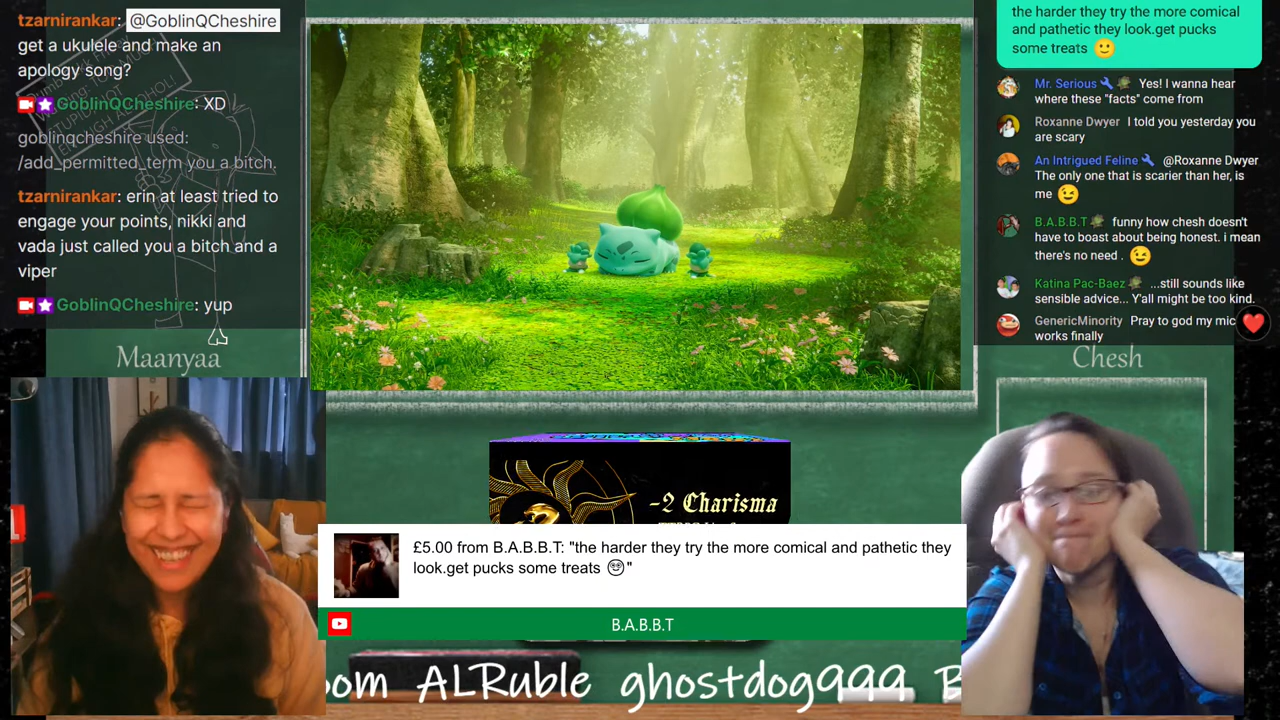 tzarnirankar: @GoblinQCheshire
get a ukulele and make an
apology song?
GoblinQCheshire: XD
goblinqcheshire used:
/add_permitted_term you a bitch.
tzarnirankar: erin at least tried to
engage your points, nikki and
vada just called you a bitch and a
viper
GoblinQCheshire: yup
Maanyaa
the harder they try the more comical
and pathetic they look.get pucks
some treats 🙂
Mr. Serious Yes! I wanna hear
where these "facts" come from
Roxanne Dwyer I told you yesterday you
are scary
An Intrigued Feline @Roxanne Dwyer
The only one that is scarier than her, is
me 😉
B.A.B.B.T funny how chesh doesn't
have to boast about being honest. i mean
there's no need . 😉
Katina Pac-Baez ...still sounds like
sensible advice... Y'all might be too kind.
GenericMinority Pray to god my mic
works finally
Chesh
-2 Charisma
£5.00 from B.A.B.B.T: "the harder they try the more comical and pathetic they
look.get pucks some treats 😳"
B.A.B.B.T
oom ALRuble ghostdog999 B